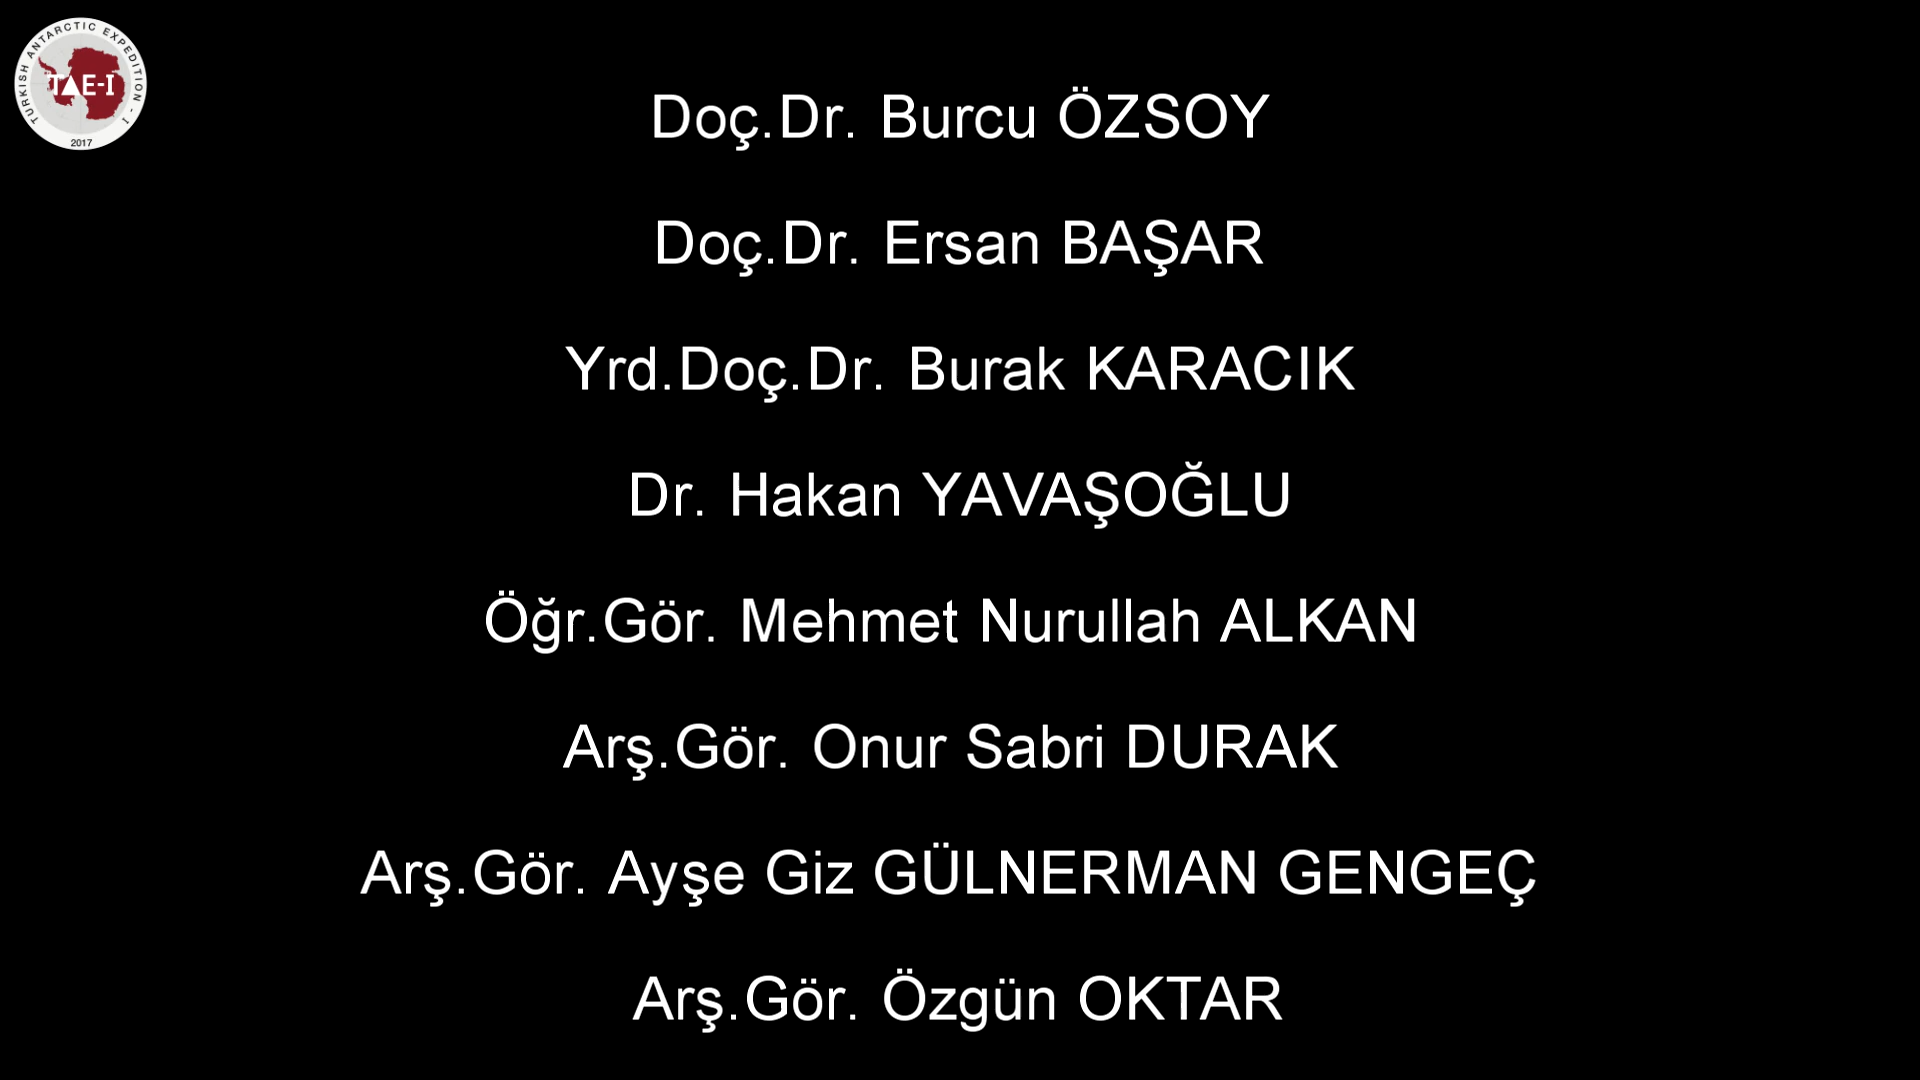 TURKISH ANTARCTIC EXPEDITION - I
TAE-I
2017
Doç.Dr. Burcu ÖZSOY
Doç.Dr. Ersan BAŞAR
Yrd.Doç.Dr. Burak KARACIK
Dr. Hakan YAVAŞOĞLU
Öğr.Gör. Mehmet Nurullah ALKAN
Arş.Gör. Onur Sabri DURAK
Arş.Gör. Ayşe Giz GÜLNERMAN GENGEÇ
Arş.Gör. Özgün OKTAR